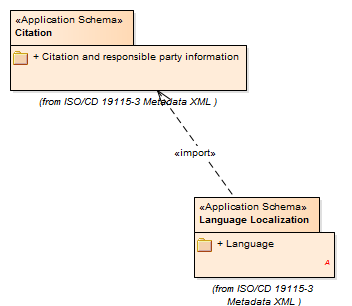 «Application Schema»
Citation
+ Citation and responsible party information
(from ISO/CD 19115-3 Metadata XML )
«import»
«Application Schema»
Language Localization
+ Language
A
(from ISO/CD 19115-3
Metadata XML )